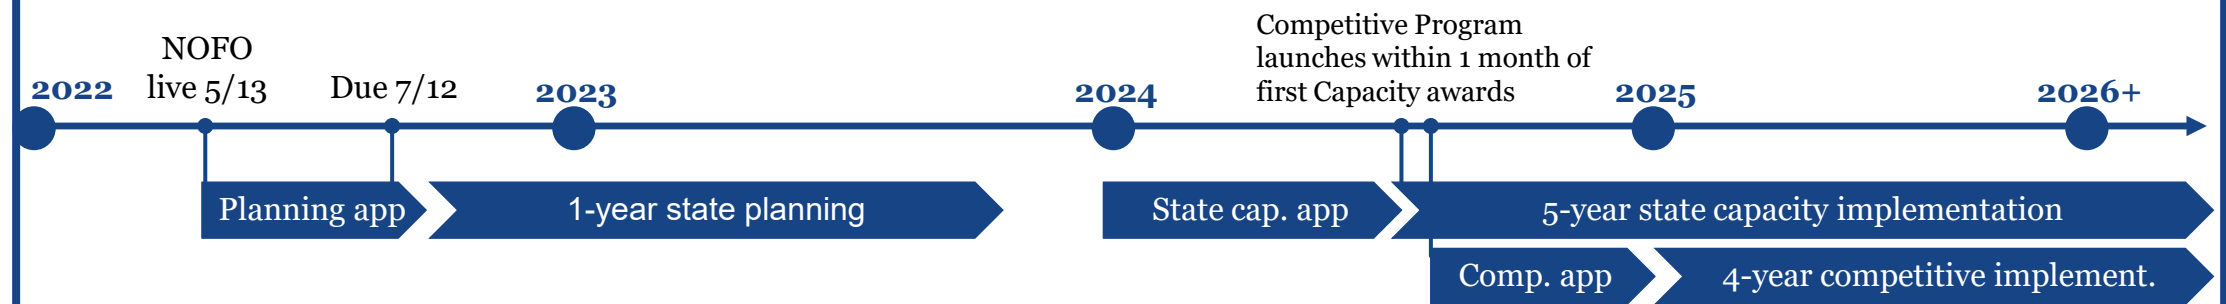 NOFO
live 5/13
Due 7/12
Competitive Program
launches within 1 month of
first Capacity awards
2022
2023
2024
2025
2026+
Planning app
1-year state planning
State cap. app
5-year state capacity implementation
Comp. app
4-year competitive implement.